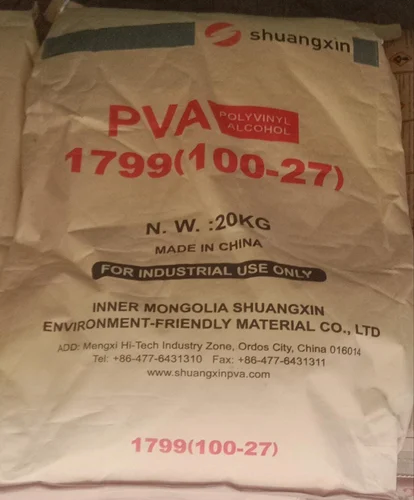 shuangxin
PVA POLYVINYL
ALCOHOL
1799(100-27)
N. W. :20KG
MADE IN CHINA
FOR INDUSTRIAL USE ONLY
INNER MONGOLIA SHUANGXIN
ENVIRONMENT-FRIENDLY MATERIAL CO., LTD
ADD: Mengxi Hi-Tech Industry Zone, Ordos City, China 016014
Tel: +86-477-6431310 Fax: +86-477-6431311
www.shuangxinpva.com
1799(100-27)